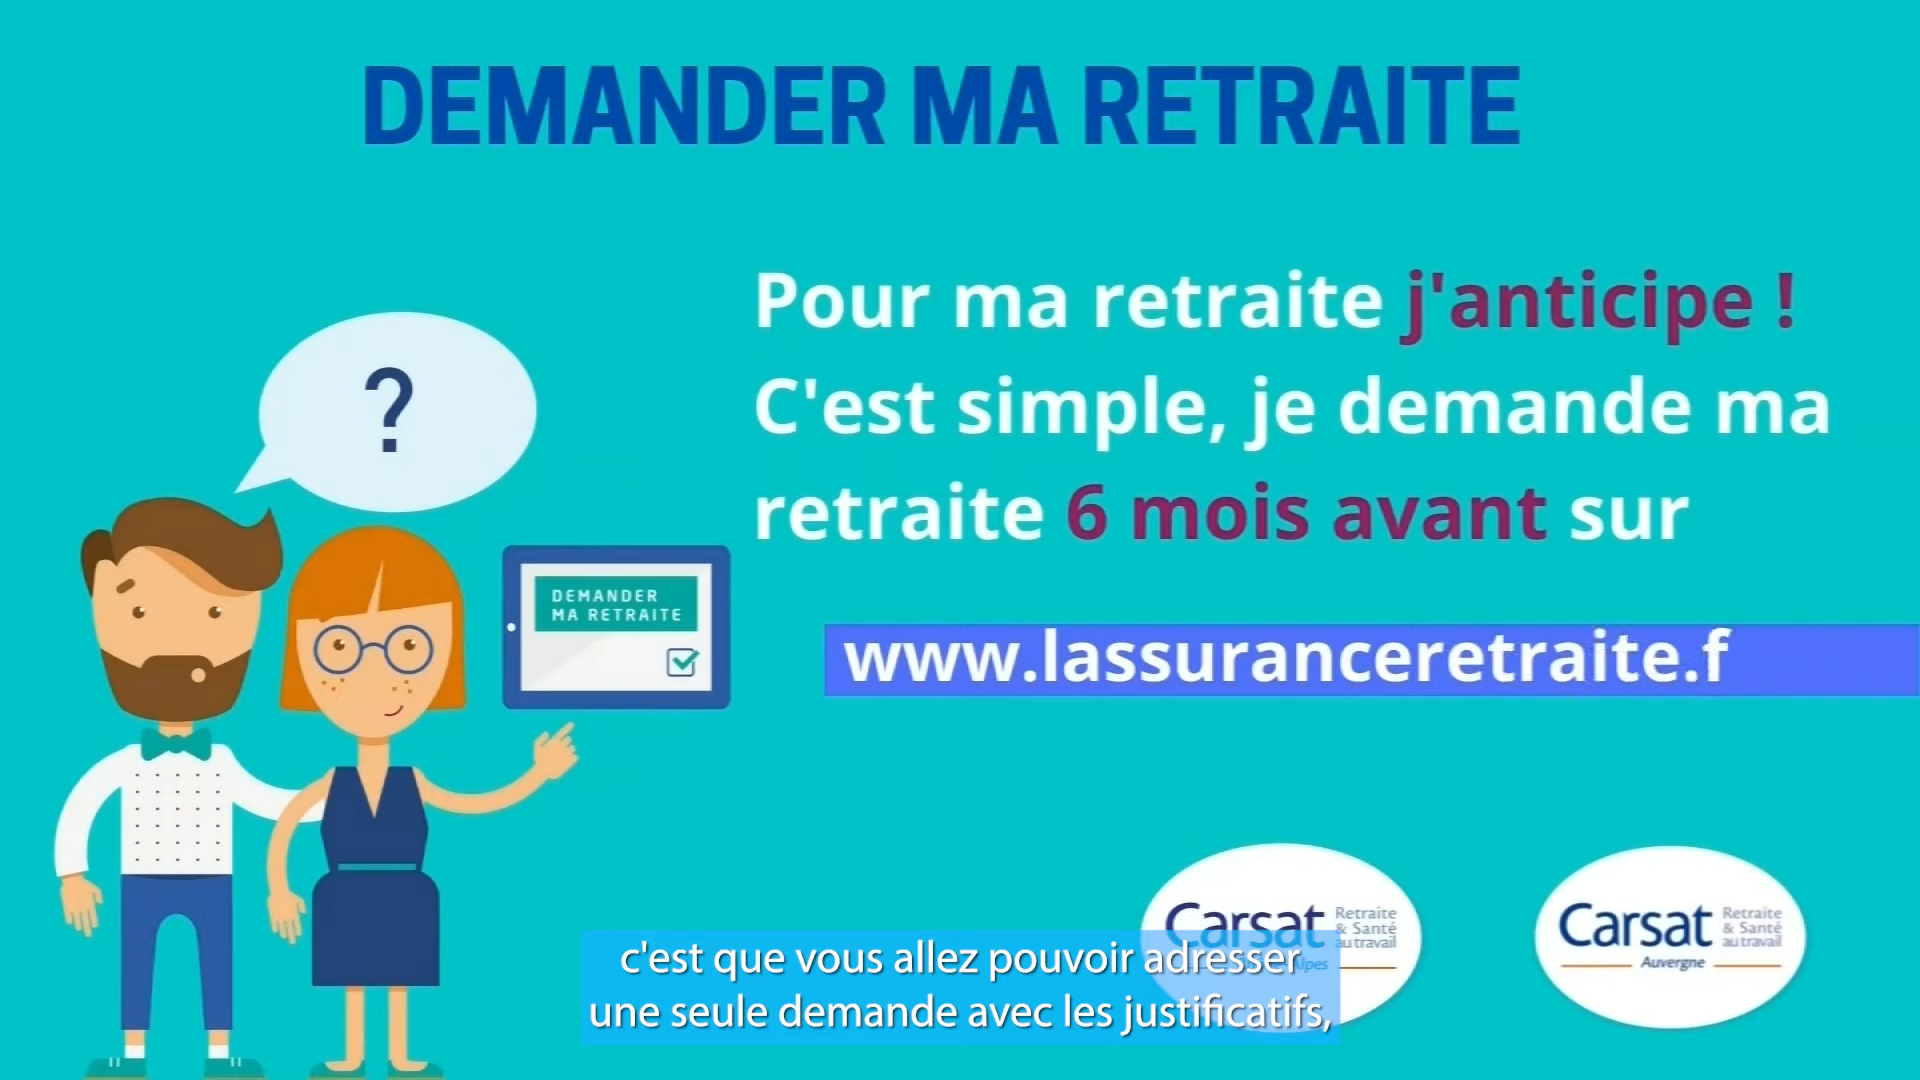 DEMANDER MA RETRAITE
Pour ma retraite j'anticipe !
C'est simple, je demande ma
retraite 6 mois avant sur
?
DEMANDER
MA RETRAITE
www.lassuranceretraite.f
Carsat Retraite
& Santé
au travail
Alpes
Carsat Retraite
& Santé
au travail
Auvergne
c'est que vous allez pouvoir adresser
une seule demande avec les justificatifs,